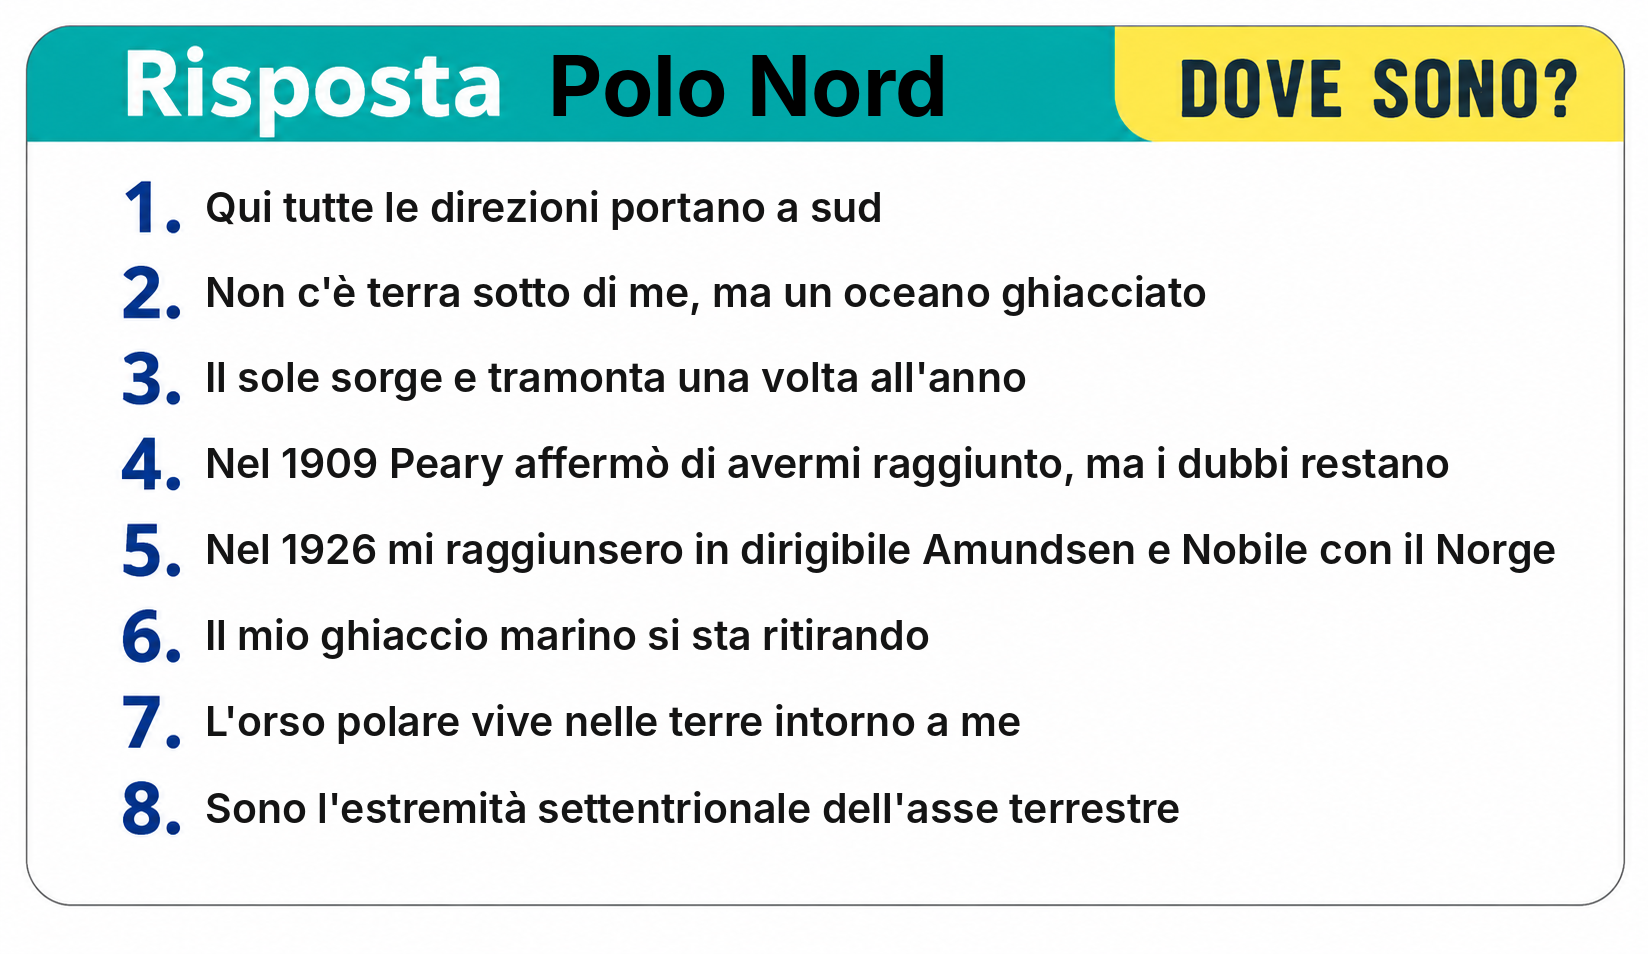 Risposta Polo Nord
DOVE SONO?
1. Qui tutte le direzioni portano a sud
2. Non c'è terra sotto di me, ma un oceano ghiacciato
3. Il sole sorge e tramonta una volta all'anno
4. Nel 1909 Peary affermò di avermi raggiunto, ma i dubbi restano
5. Nel 1926 mi raggiunsero in dirigibile Amundsen e Nobile con il Norge
6. Il mio ghiaccio marino si sta ritirando
7. L'orso polare vive nelle terre intorno a me
8. Sono l'estremità settentrionale dell'asse terrestre